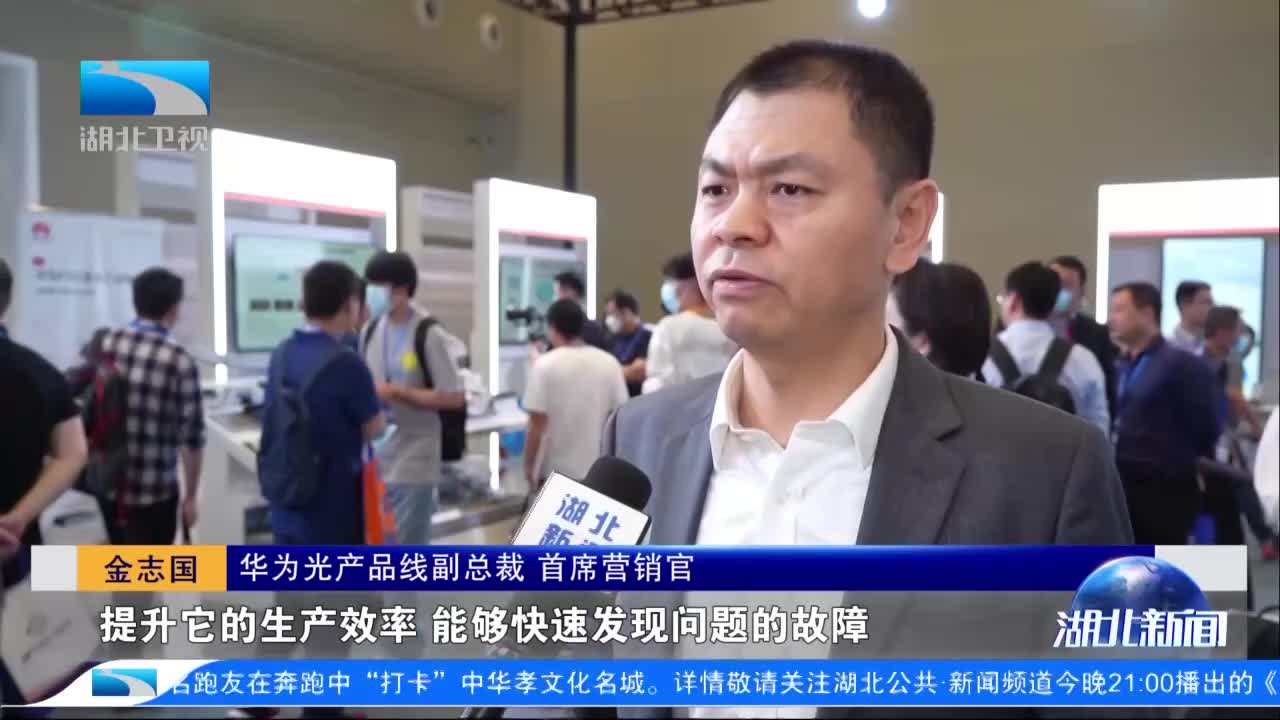 湖北卫视
湖北
新
金志国
华为光产品线副总裁 首席营销官
提升它的生产效率 能够快速发现问题的故障
湖北新闻
名跑友在奔跑中“打卡”中华孝文化名城。详情敬请关注湖北公共·新闻频道今晚21:00播出的《